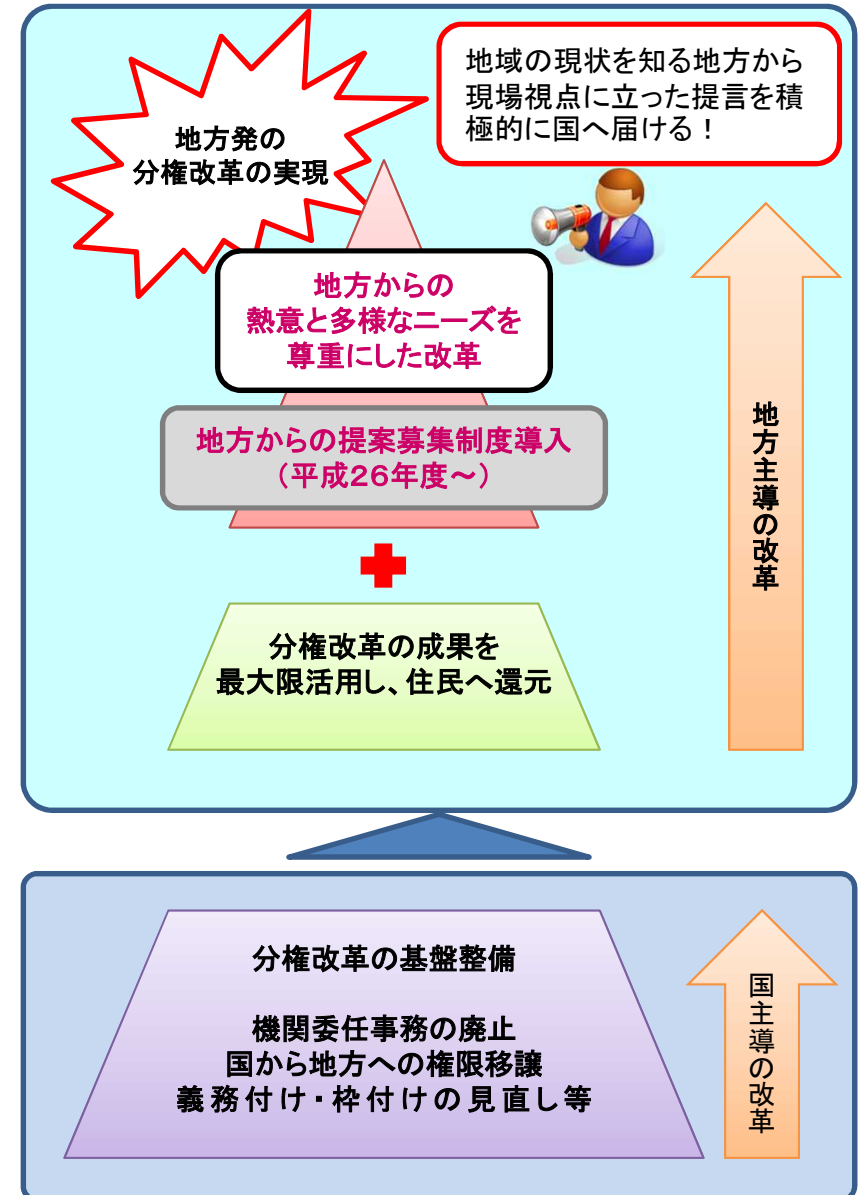 地方発の
分権改革の実現
地域の現状を知る地方から
現場視点に立った提言を積
極的に国へ届ける！
地方からの
熱意と多様なニーズを
尊重にした改革
地方からの提案募集制度導入
（平成２６年度～）
地方主導の改革
分権改革の成果を
最大限活用し、住民へ還元
分権改革の基盤整備
機関委任事務の廃止
国から地方への権限移譲
義務付け・枠付けの見直し等
国主導の改革